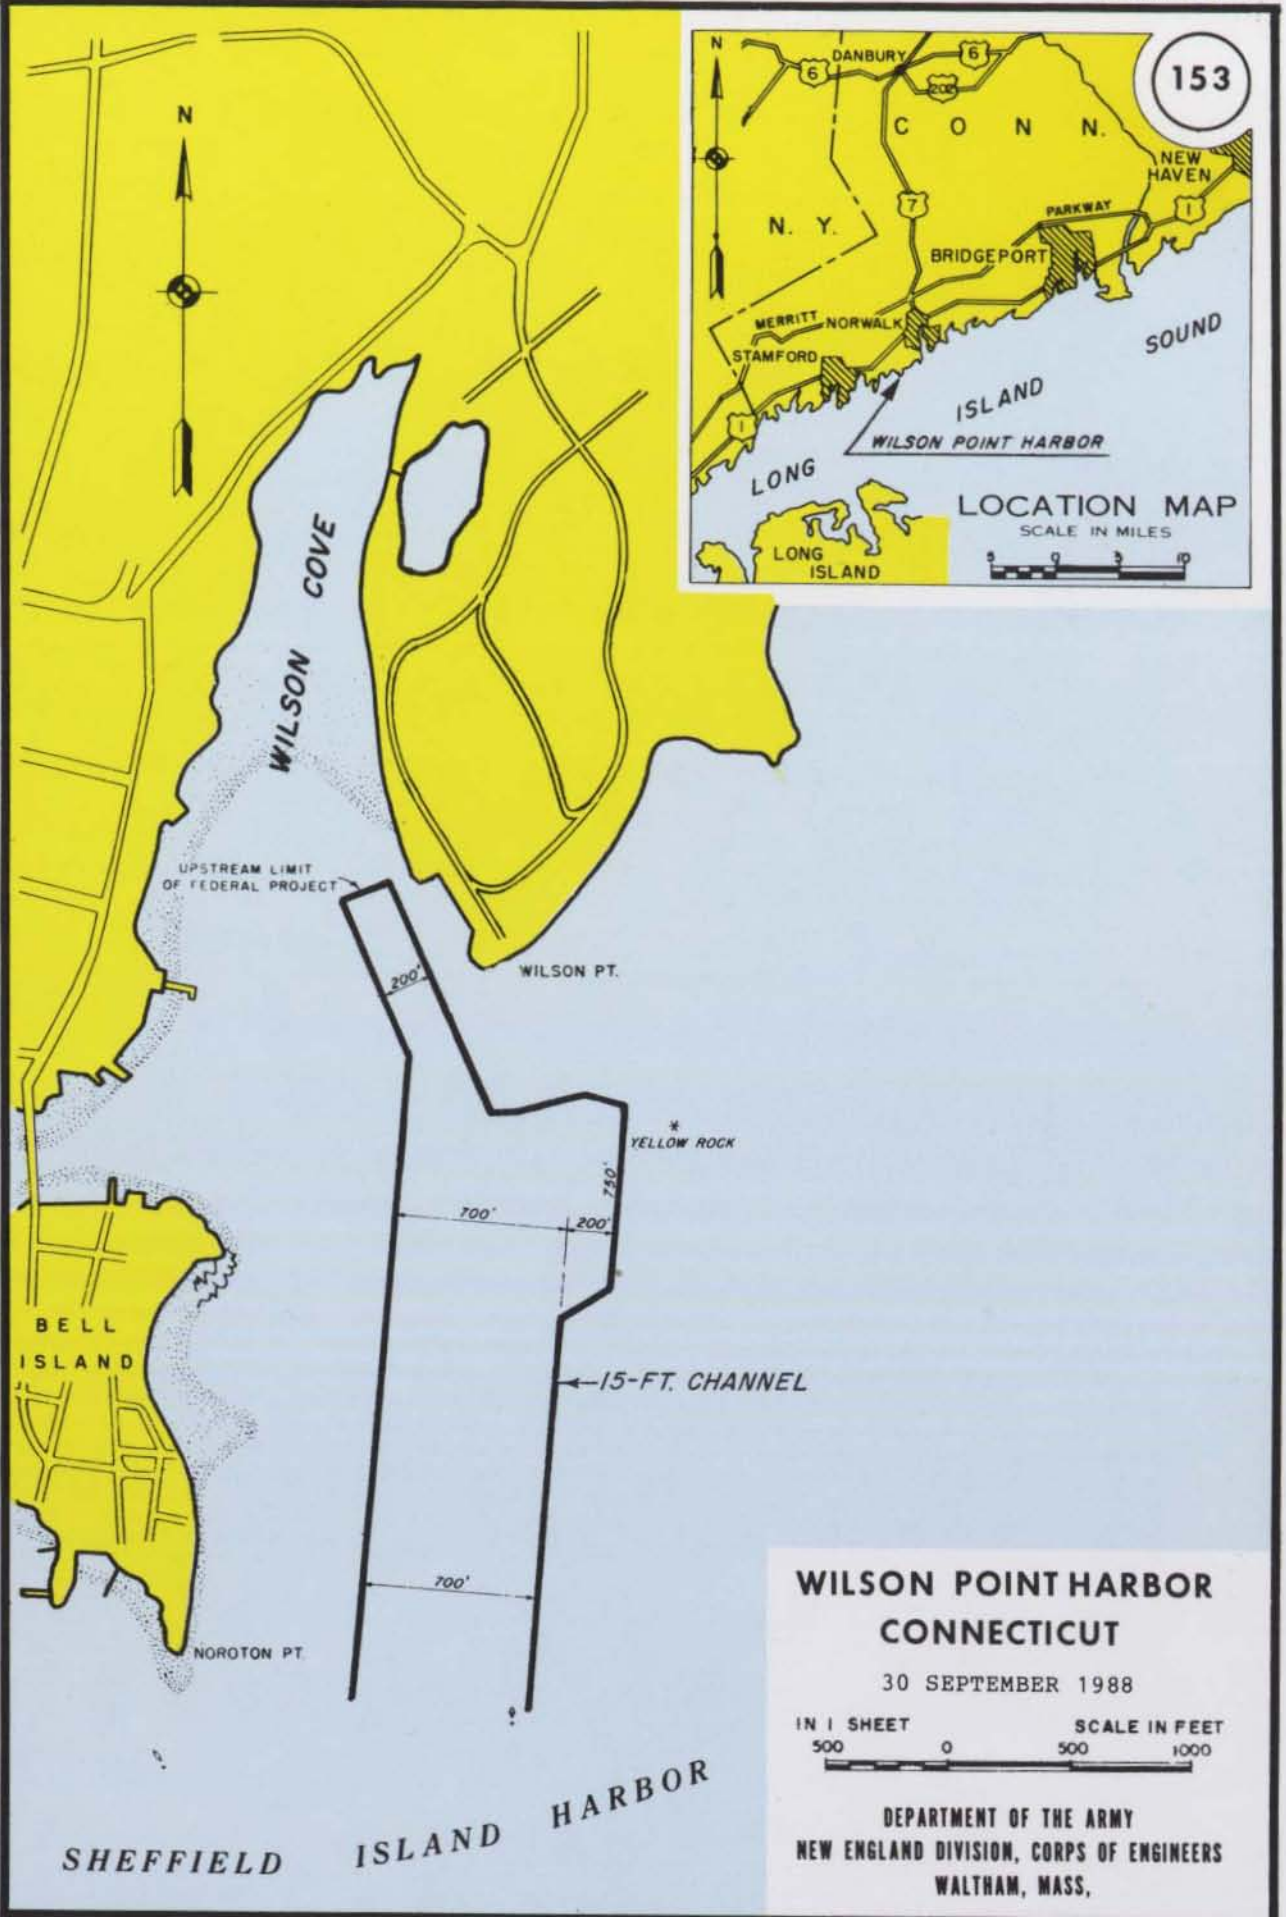 153
N
N
DANBURY
6
6
202
C O N N.
NEW
HAVEN
7
1
PARKWAY
N. Y.
BRIDGEPORT
MERRITT
NORWALK
STAMFORD
1
LONG ISLAND SOUND
WILSON POINT HARBOR
LOCATION MAP
SCALE IN MILES
5 0 5 10
LONG
ISLAND
WILSON COVE
UPSTREAM LIMIT
OF FEDERAL PROJECT
200'
WILSON PT.
*
YELLOW ROCK
750'
700'
200'
BELL
ISLAND
15-FT. CHANNEL
700'
NOROTON PT.
SHEFFIELD ISLAND HARBOR
WILSON POINT HARBOR
CONNECTICUT
30 SEPTEMBER 1988
IN 1 SHEET SCALE IN FEET
500 0 500 1000
DEPARTMENT OF THE ARMY
NEW ENGLAND DIVISION, CORPS OF ENGINEERS
WALTHAM, MASS,